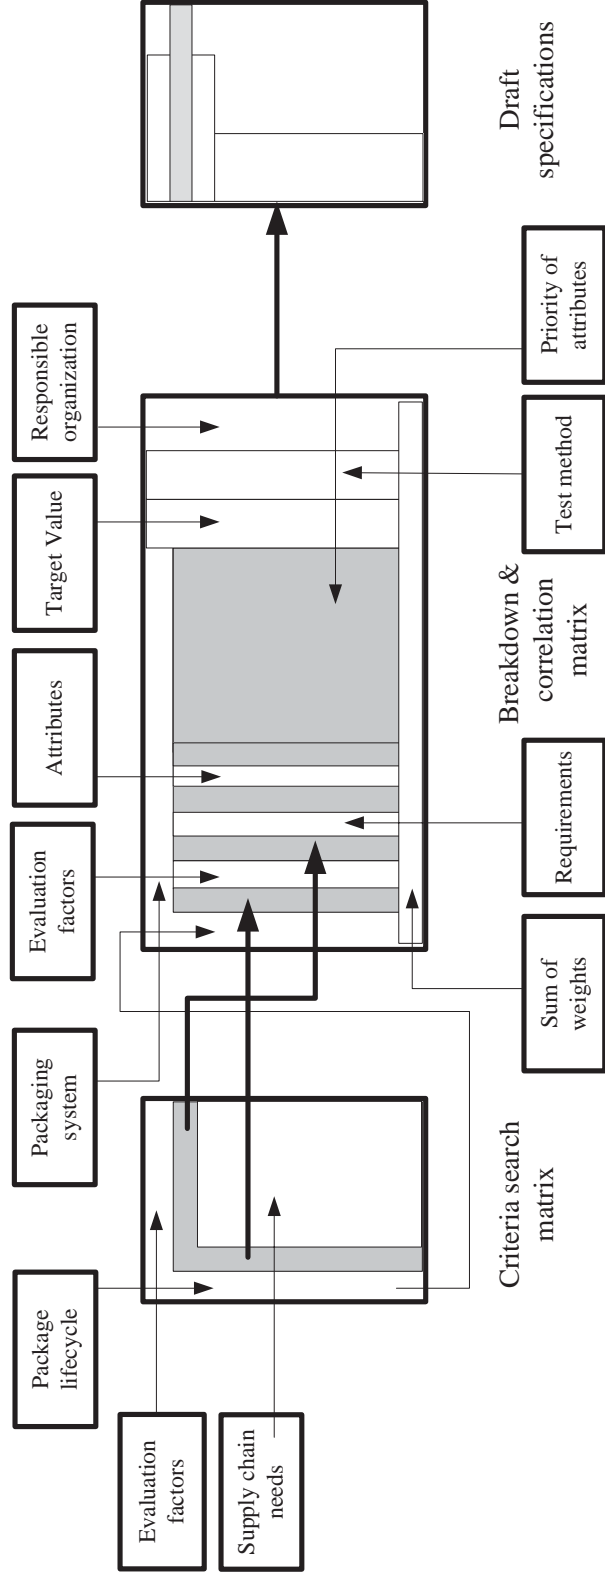 Package
lifecycle
Packaging
system
Evaluation
factors
Attributes
Target Value
Responsible
organization
Evaluation
factors
Supply chain
needs
Criteria search
matrix
Breakdown &
correlation
matrix
Draft
specifications
Sum of
weights
Requirements
Test method
Priority of
attributes